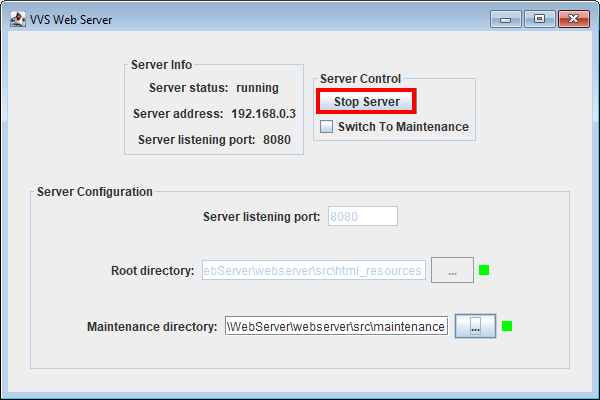 VVS Web Server
Server Info
Server status: running
Server address: 192.168.0.3
Server listening port: 8080
Server Control
Stop Server
Switch To Maintenance
Server Configuration
Server listening port: 8080
Root directory: ebServer\webserver\src\html_resources ...
Maintenance directory: \WebServer\webserver\src\maintenance ...